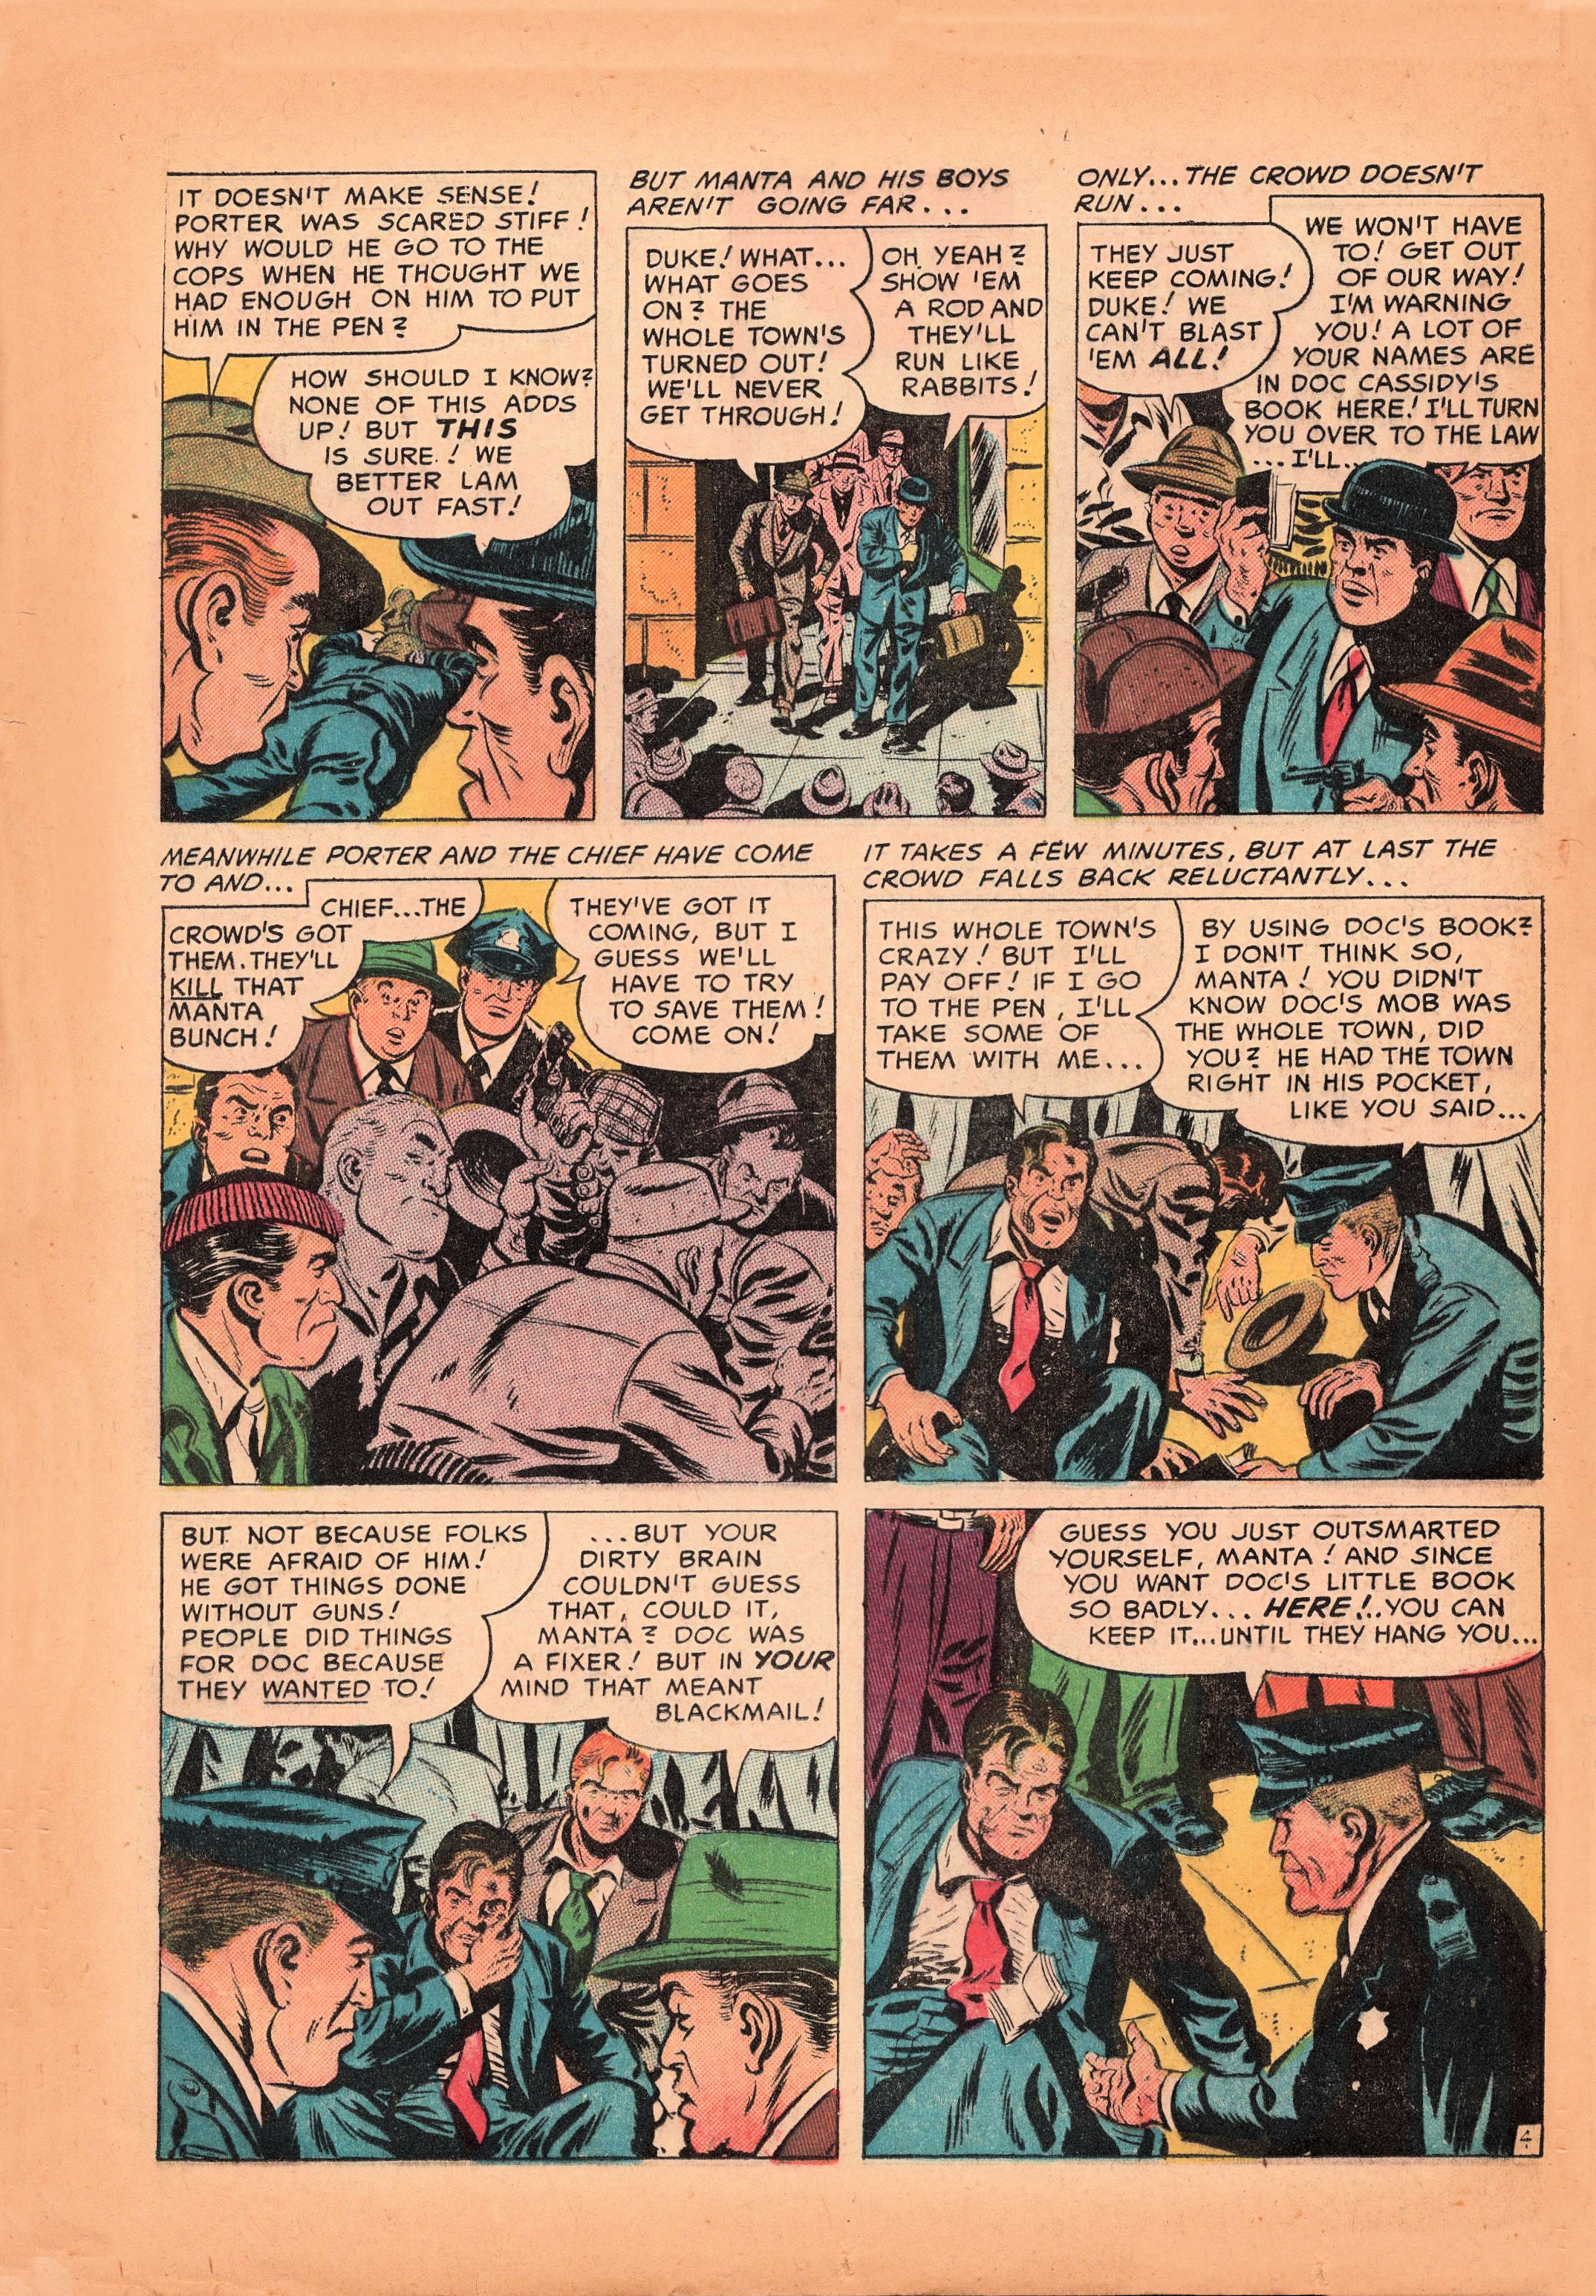 IT DOESN'T MAKE SENSE!
PORTER WAS SCARED STIFF!
WHY WOULD HE GO TO THE
COPS WHEN HE THOUGHT WE
HAD ENOUGH ON HIM TO PUT
HIM IN THE PEN?
HOW SHOULD I KNOW?
NONE OF THIS ADDS
UP! BUT THIS
IS SURE! WE
BETTER LAM
OUT FAST!
BUT MANTA AND HIS BOYS
AREN'T GOING FAR...
DUKE! WHAT...
WHAT GOES
ON? THE
WHOLE TOWN'S
TURNED OUT!
WE'LL NEVER
GET THROUGH!
OH, YEAH?
SHOW 'EM
A ROD AND
THEY'LL
RUN LIKE
RABBITS!
ONLY...THE CROWD DOESN'T
RUN...
THEY JUST
KEEP COMING!
DUKE! WE
CAN'T BLAST
'EM ALL!
WE WON'T HAVE
TO! GET OUT
OF OUR WAY!
I'M WARNING
YOU! A LOT OF
YOUR NAMES ARE
IN DOC CASSIDY'S
BOOK HERE! I'LL TURN
YOU OVER TO THE LAW
...I'LL...
MEANWHILE PORTER AND THE CHIEF HAVE COME
TO AND...
CHIEF...THE
CROWD'S GOT
THEM. THEY'LL
KILL THAT
MANTA
BUNCH!
THEY'VE GOT IT
COMING, BUT I
GUESS WE'LL
HAVE TO TRY
TO SAVE THEM!
COME ON!
IT TAKES A FEW MINUTES, BUT AT LAST THE
CROWD FALLS BACK RELUCTANTLY...
THIS WHOLE TOWN'S
CRAZY! BUT I'LL
PAY OFF! IF I GO
TO THE PEN, I'LL
TAKE SOME OF
THEM WITH ME...
BY USING DOC'S BOOK?
I DON'T THINK SO,
MANTA! YOU DIDN'T
KNOW DOC'S MOB WAS
THE WHOLE TOWN, DID
YOU? HE HAD THE TOWN
RIGHT IN HIS POCKET,
LIKE YOU SAID...
BUT NOT BECAUSE FOLKS
WERE AFRAID OF HIM!
HE GOT THINGS DONE
WITHOUT GUNS!
PEOPLE DID THINGS
FOR DOC BECAUSE
THEY WANTED TO!
...BUT YOUR
DIRTY BRAIN
COULDN'T GUESS
THAT, COULD IT,
MANTA? DOC WAS
A FIXER! BUT IN YOUR
MIND THAT MEANT
BLACKMAIL!
GUESS YOU JUST OUTSMARTED
YOURSELF, MANTA! AND SINCE
YOU WANT DOC'S LITTLE BOOK
SO BADLY... HERE!..YOU CAN
KEEP IT...UNTIL THEY HANG YOU...
4